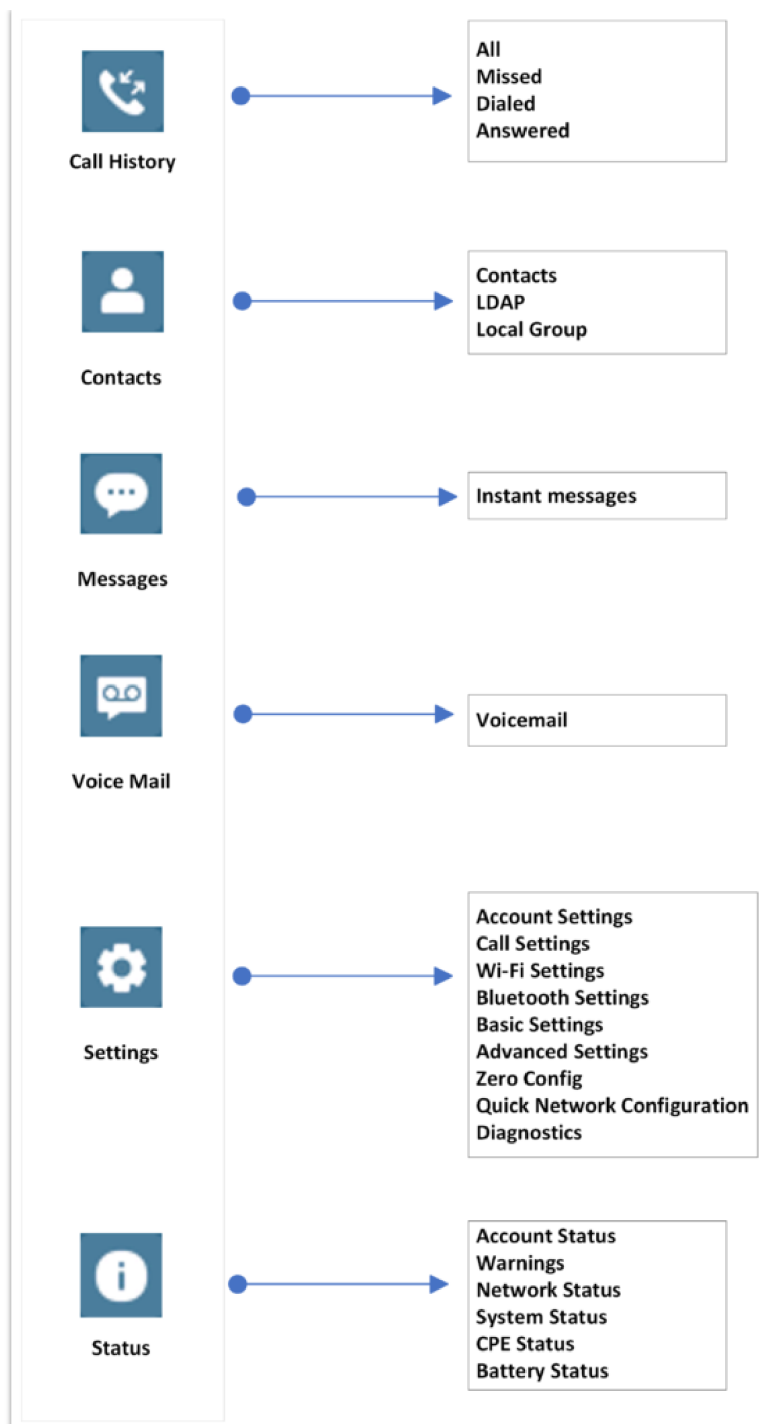 Call History
All
Missed
Dialed
Answered
Contacts
Contacts
LDAP
Local Group
Messages
Instant messages
Voice Mail
Voicemail
Settings
Account Settings
Call Settings
Wi-Fi Settings
Bluetooth Settings
Basic Settings
Advanced Settings
Zero Config
Quick Network Configuration
Diagnostics
Status
Account Status
Warnings
Network Status
System Status
CPE Status
Battery Status